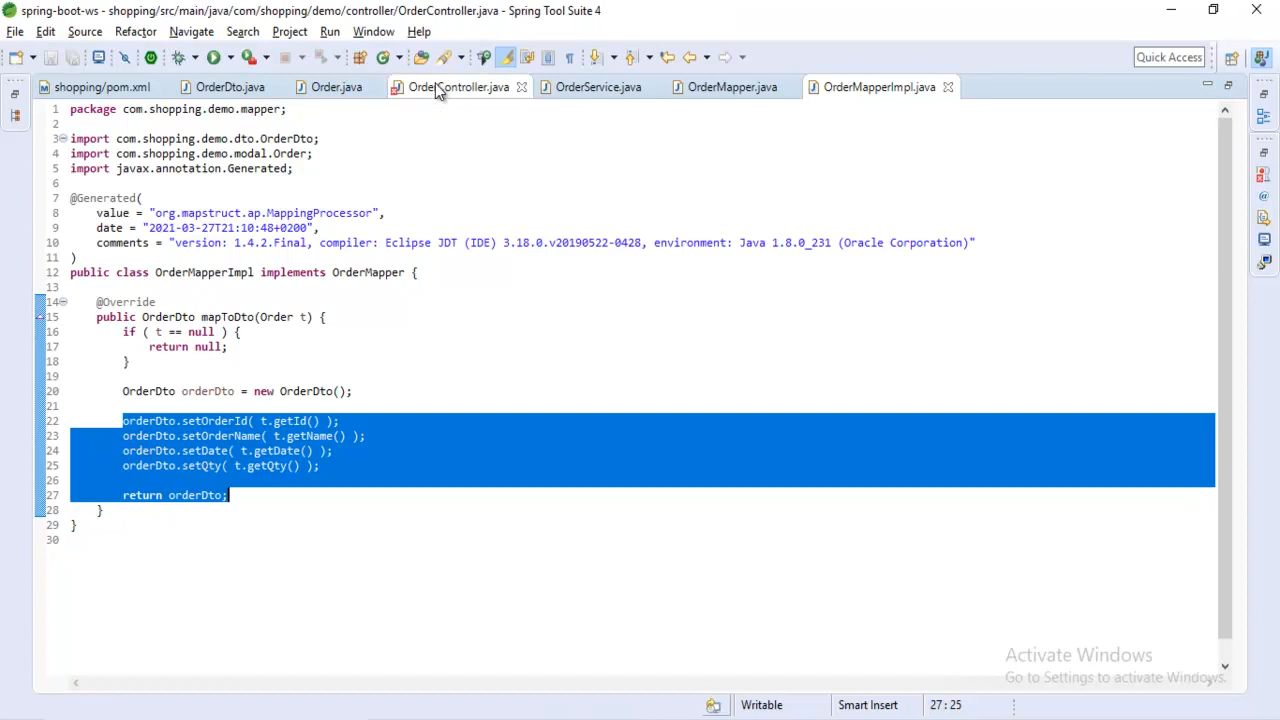 spring-boot-ws - shopping/src/main/java/com/shopping/demo/controller/OrderController.java - Spring Tool Suite 4
File Edit Source Refactor Navigate Search Project Run Window Help
Quick Access
shopping/pom.xml OrderDto.java Order.java OrderController.java OrderService.java OrderMapper.java OrderMapperImpl.java
1 package com.shopping.demo.mapper;
2
3 import com.shopping.demo.dto.OrderDto;
4 import com.shopping.demo.modal.Order;
5 import javax.annotation.Generated;
6
7 @Generated(
8 value = "org.mapstruct.ap.MappingProcessor",
9 date = "2021-03-27T21:10:48+0200",
10 comments = "version: 1.4.2.Final, compiler: Eclipse JDT (IDE) 3.18.0.v20190522-0428, environment: Java 1.8.0_231 (Oracle Corporation)"
11 )
12 public class OrderMapperImpl implements OrderMapper {
13
14 @Override
15 public OrderDto mapToDto(Order t) {
16 if ( t == null ) {
17 return null;
18 }
19
20 OrderDto orderDto = new OrderDto();
21
22 orderDto.setOrderId( t.getId() );
23 orderDto.setOrderName( t.getName() );
24 orderDto.setDate( t.getDate() );
25 orderDto.setQty( t.getQty() );
26
27 return orderDto;
28 }
29 }
30
Activate Windows
Go to Settings to activate Windows.
Writable Smart Insert 27 : 25